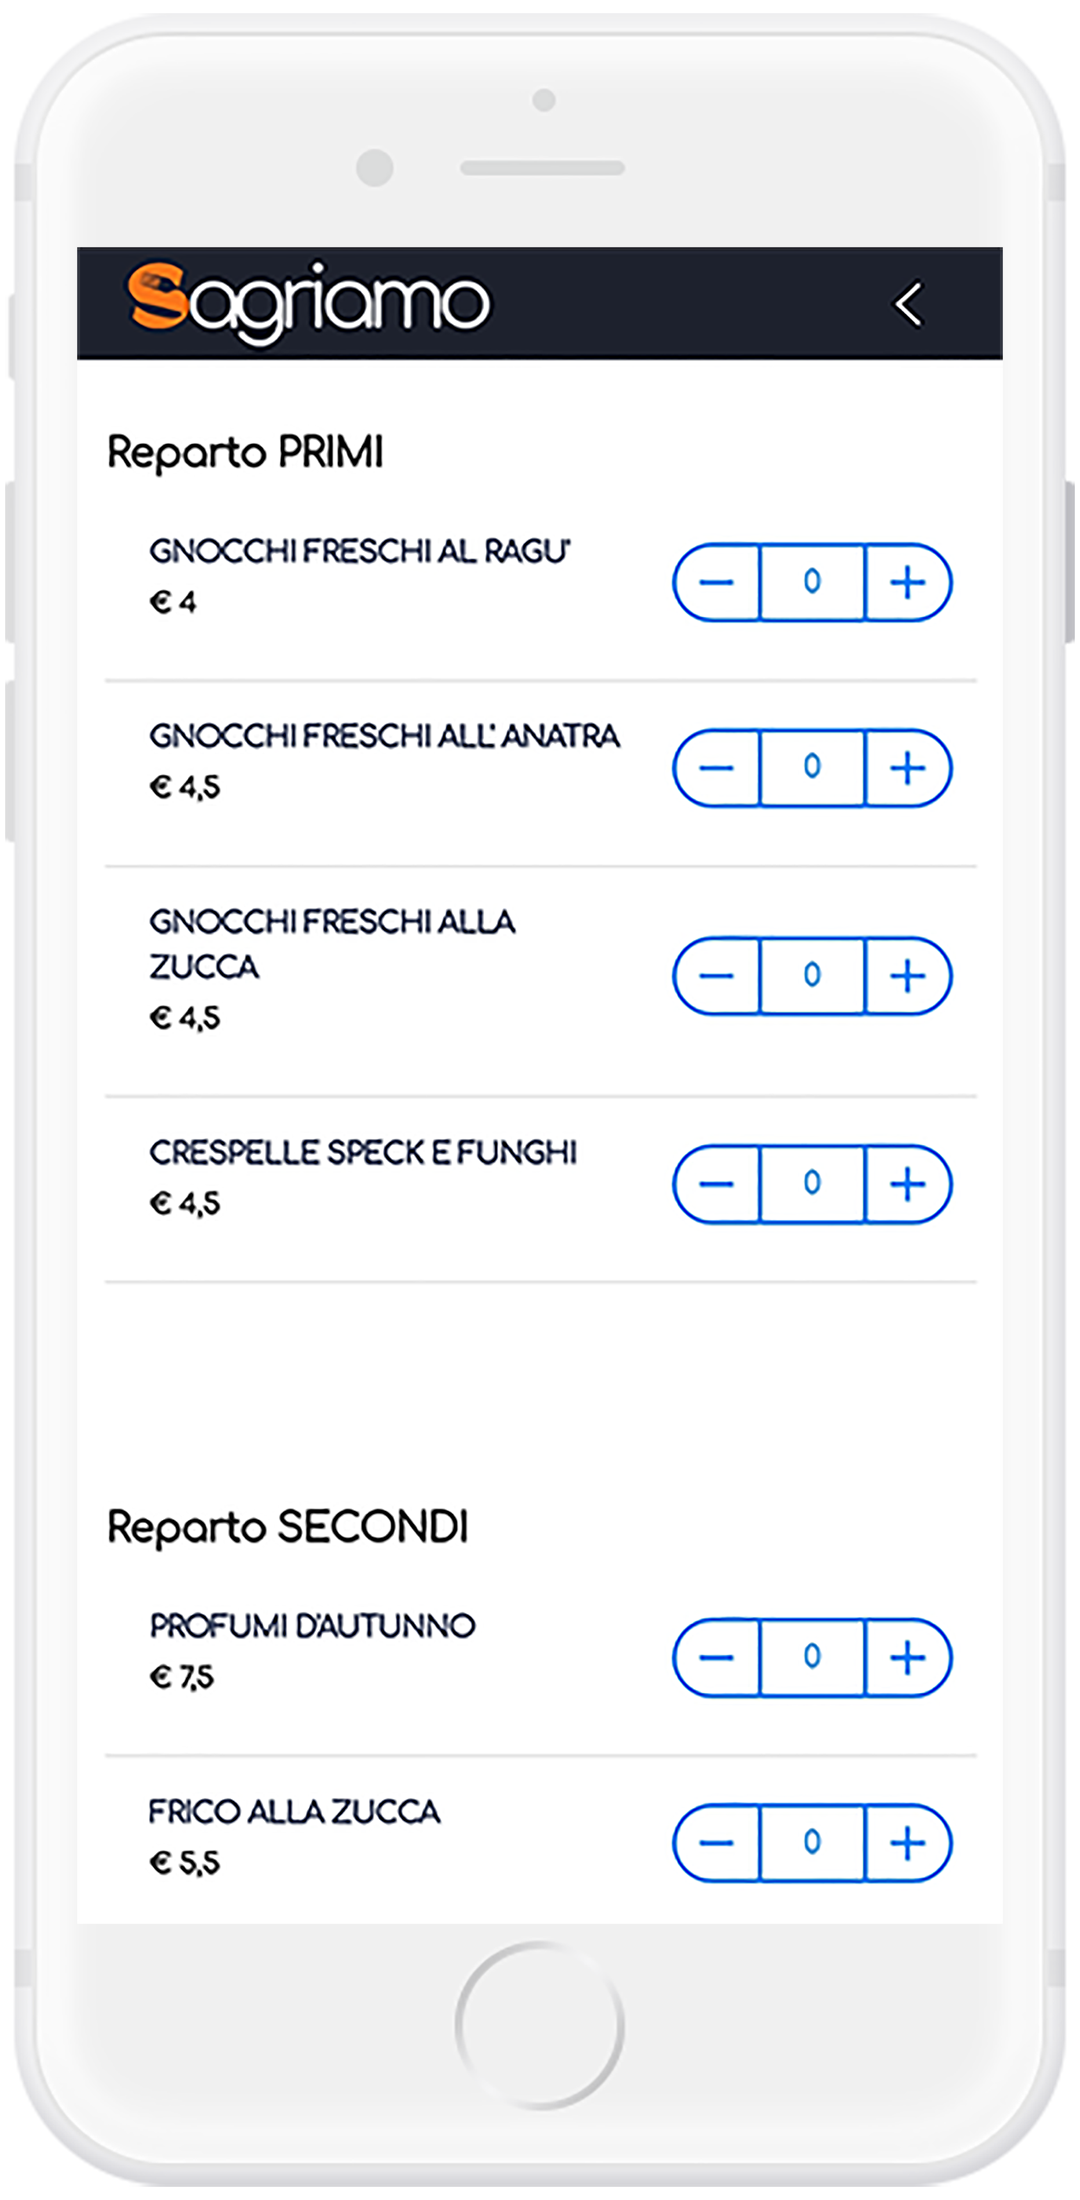 Sagriamo
Reparto PRIMI
GNOCCHI FRESCHI AL RAGU'
€ 4
0
GNOCCHI FRESCHI ALL' ANATRA
€ 4,5
0
GNOCCHI FRESCHI ALLA
ZUCCA
€ 4,5
0
CRESPELLE SPECK E FUNGHI
€ 4,5
0
Reparto SECONDI
PROFUMI D'AUTUNNO
€ 7,5
0
FRICO ALLA ZUCCA
€ 5,5
0